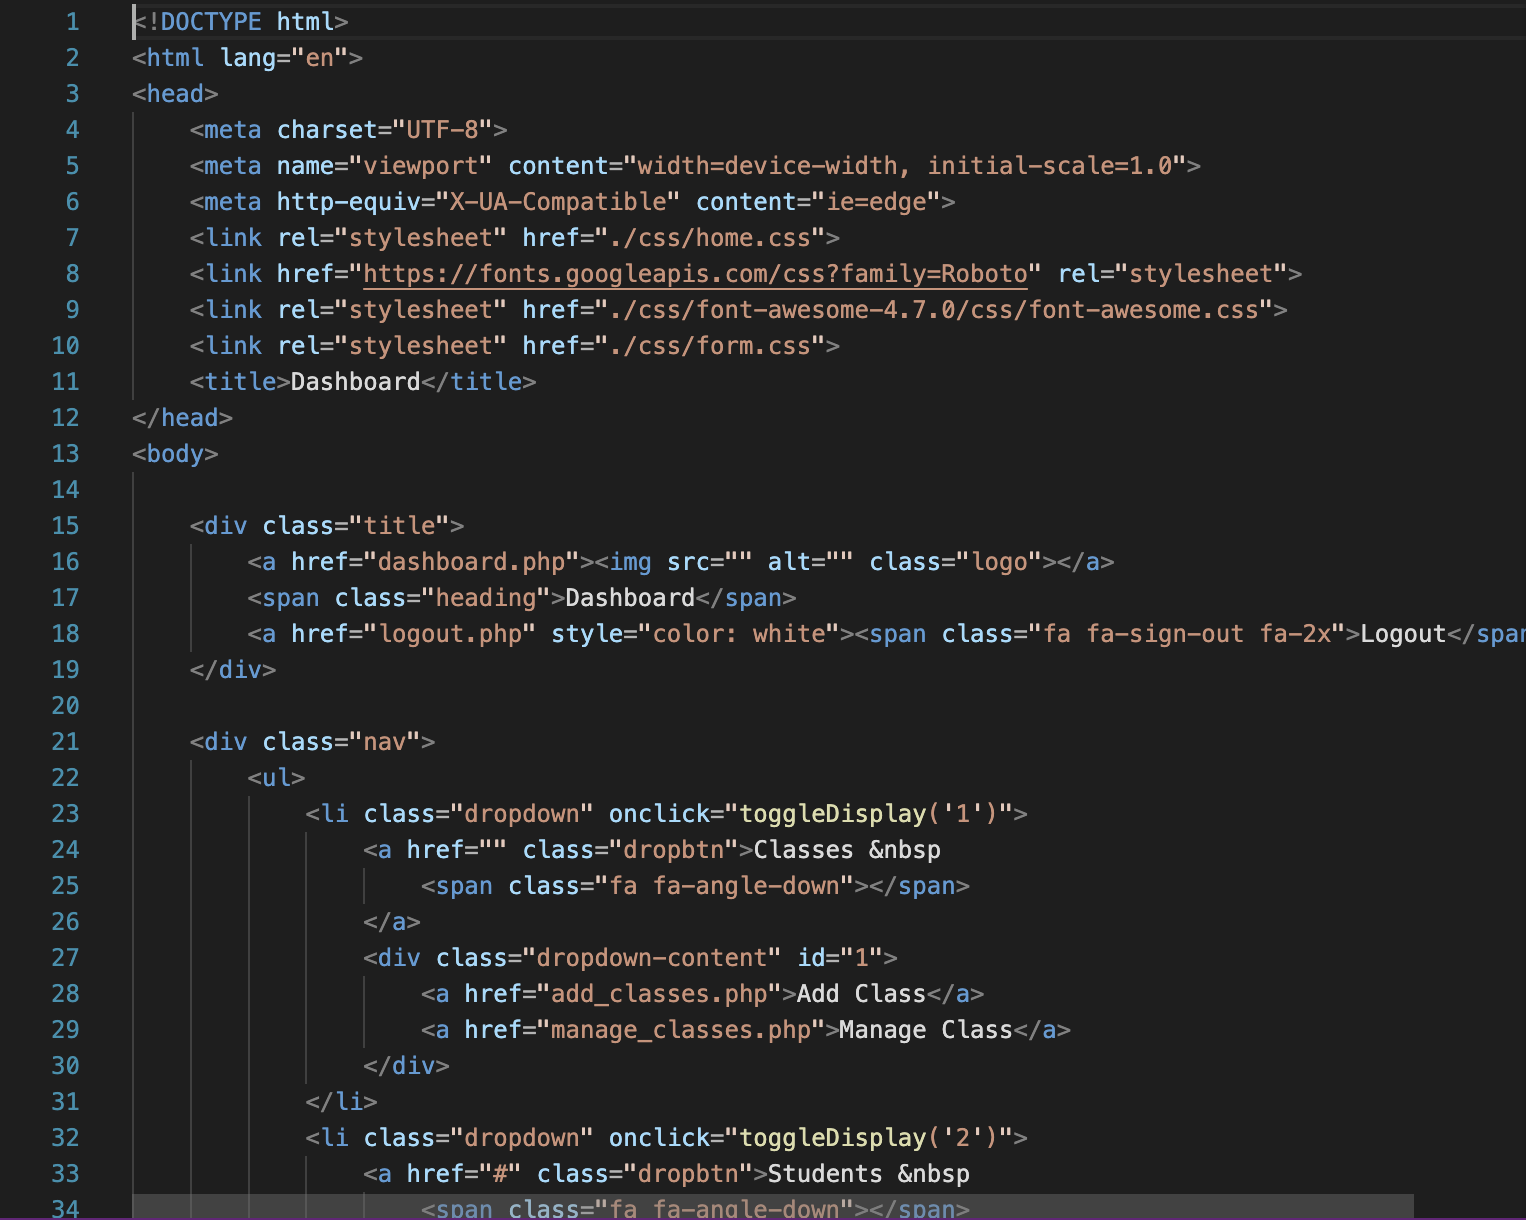 1 <!DOCTYPE html>
2 <html lang="en">
3 <head>
4     <meta charset="UTF-8">
5     <meta name="viewport" content="width=device-width, initial-scale=1.0">
6     <meta http-equiv="X-UA-Compatible" content="ie=edge">
7     <link rel="stylesheet" href="./css/home.css">
8     <link href="https://fonts.googleapis.com/css?family=Roboto" rel="stylesheet">
9     <link rel="stylesheet" href="./css/font-awesome-4.7.0/css/font-awesome.css">
10     <link rel="stylesheet" href="./css/form.css">
11     <title>Dashboard</title>
12 </head>
13 <body>
14
15     <div class="title">
16         <a href="dashboard.php"><img src="" alt="" class="logo"></a>
17         <span class="heading">Dashboard</span>
18         <a href="logout.php" style="color: white"><span class="fa fa-sign-out fa-2x">Logout</span
19     </div>
20
21     <div class="nav">
22         <ul>
23             <li class="dropdown" onclick="toggleDisplay('1')">
24                 <a href="" class="dropbtn">Classes &nbsp
25                     <span class="fa fa-angle-down"></span>
26                 </a>
27                 <div class="dropdown-content" id="1">
28                     <a href="add_classes.php">Add Class</a>
29                     <a href="manage_classes.php">Manage Class</a>
30                 </div>
31             </li>
32             <li class="dropdown" onclick="toggleDisplay('2')">
33                 <a href="#" class="dropbtn">Students &nbsp
34                     <span class="fa fa-angle-down"></span>